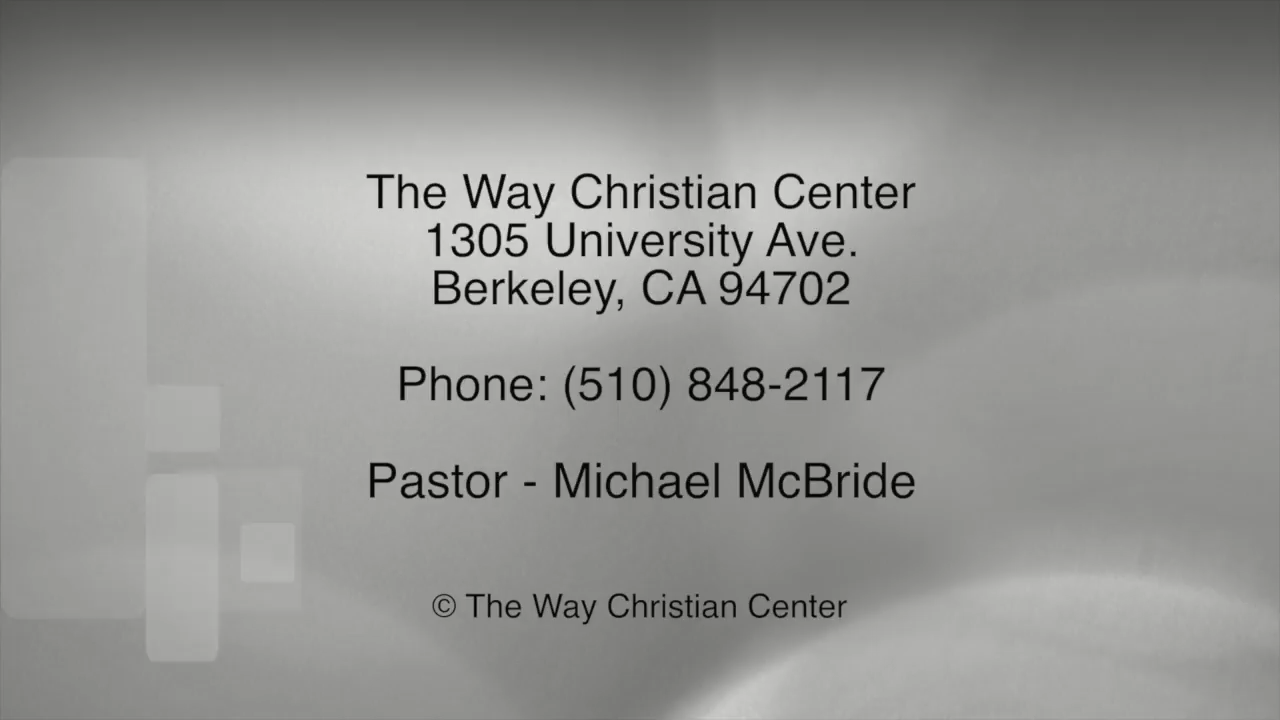 The Way Christian Center
1305 University Ave.
Berkeley, CA 94702
Phone: (510) 848-2117
Pastor - Michael McBride
© The Way Christian Center